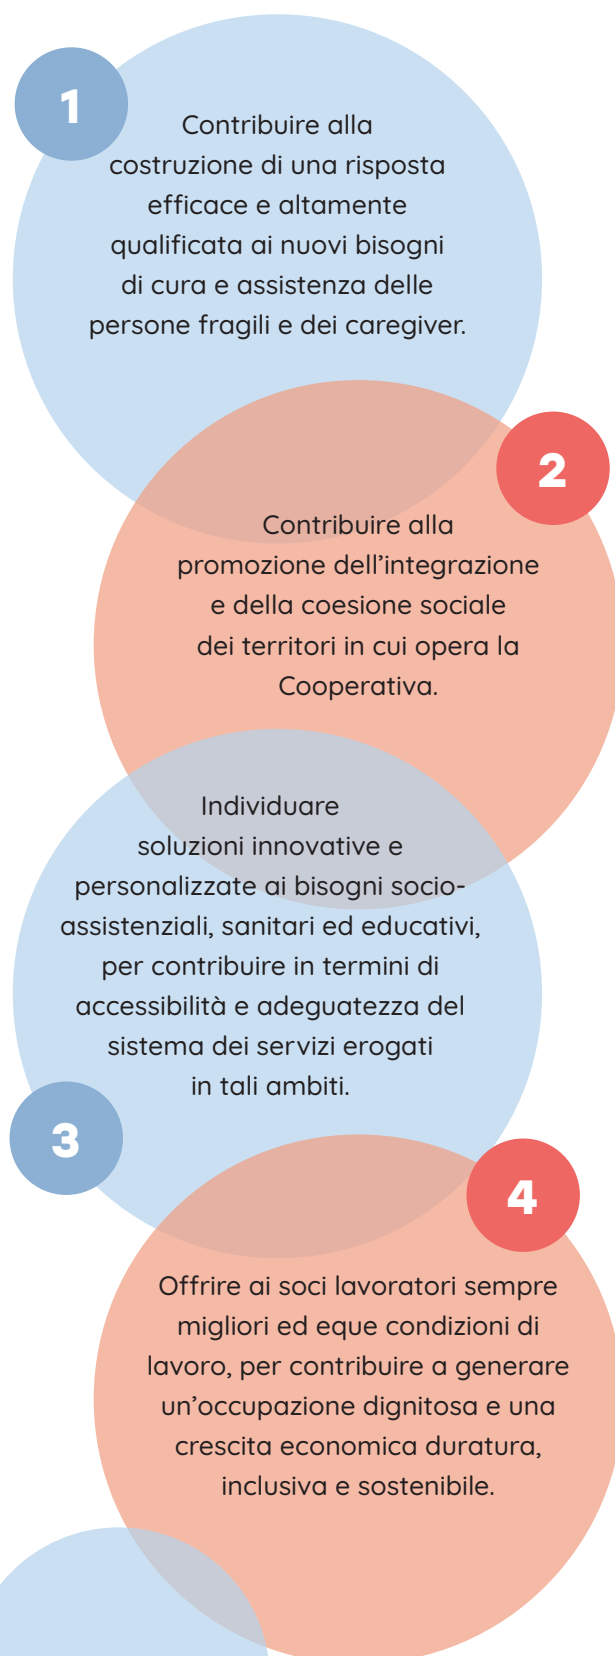 1
Contribuire alla
costruzione di una risposta
efficace e altamente
qualificata ai nuovi bisogni
di cura e assistenza delle
persone fragili e dei caregiver.
2
Contribuire alla
promozione dell’integrazione
e della coesione sociale
dei territori in cui opera la
Cooperativa.
Individuare
soluzioni innovative e
personalizzate ai bisogni socio-
assistenziali, sanitari ed educativi,
per contribuire in termini di
accessibilità e adeguatezza del
sistema dei servizi erogati
in tali ambiti.
3
4
Offrire ai soci lavoratori sempre
migliori ed eque condizioni di
lavoro, per contribuire a generare
un’occupazione dignitosa e una
crescita economica duratura,
inclusiva e sostenibile.